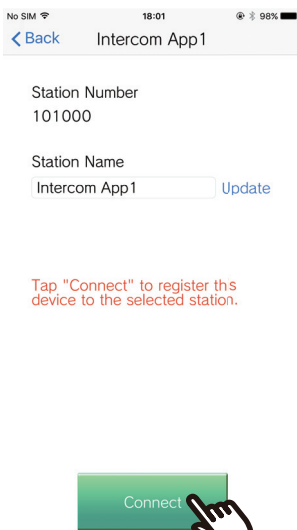 No SIM 18:01 98%
Back Intercom App1
Station Number
101000
Station Name
Intercom App1 Update
Tap "Connect" to register ths
device to the selected station.
Connect